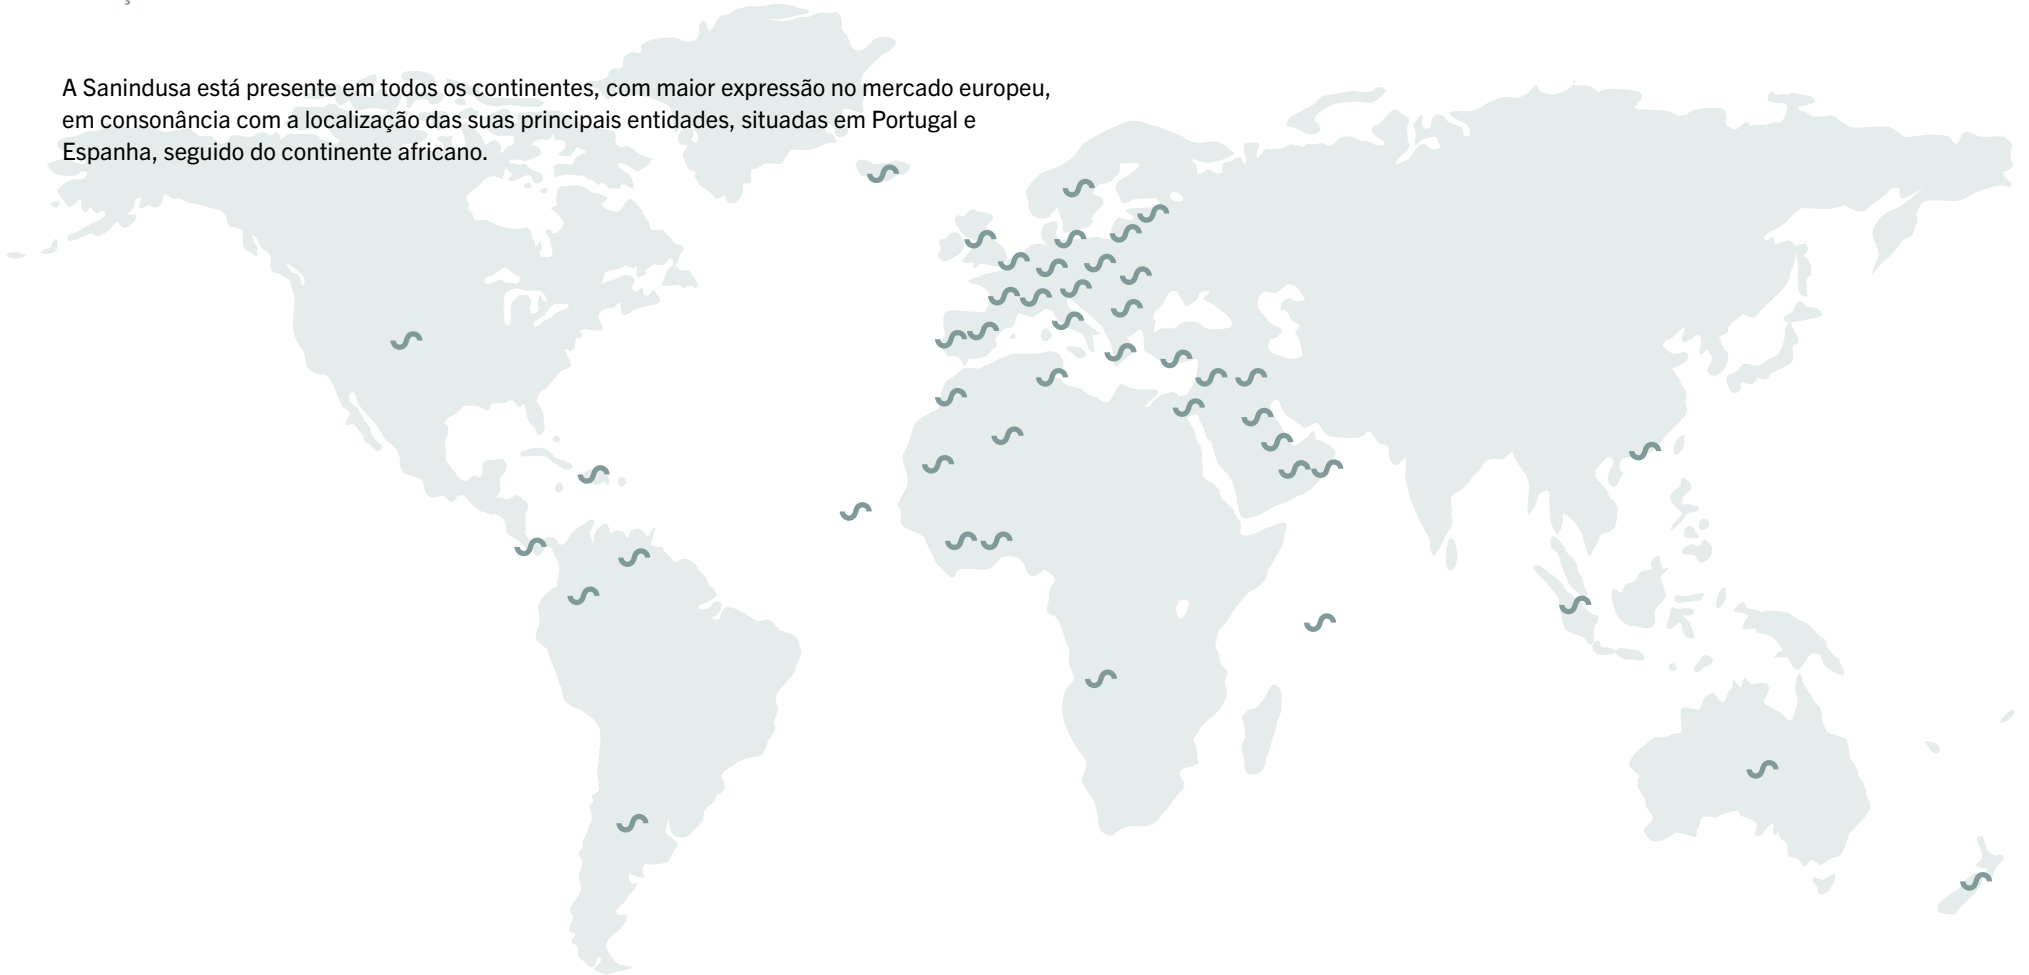 A Sanindusa está presente em todos os continentes, com maior expressão no mercado europeu,
em consonância com a localização das suas principais entidades, situadas em Portugal e
Espanha, seguido do continente africano.